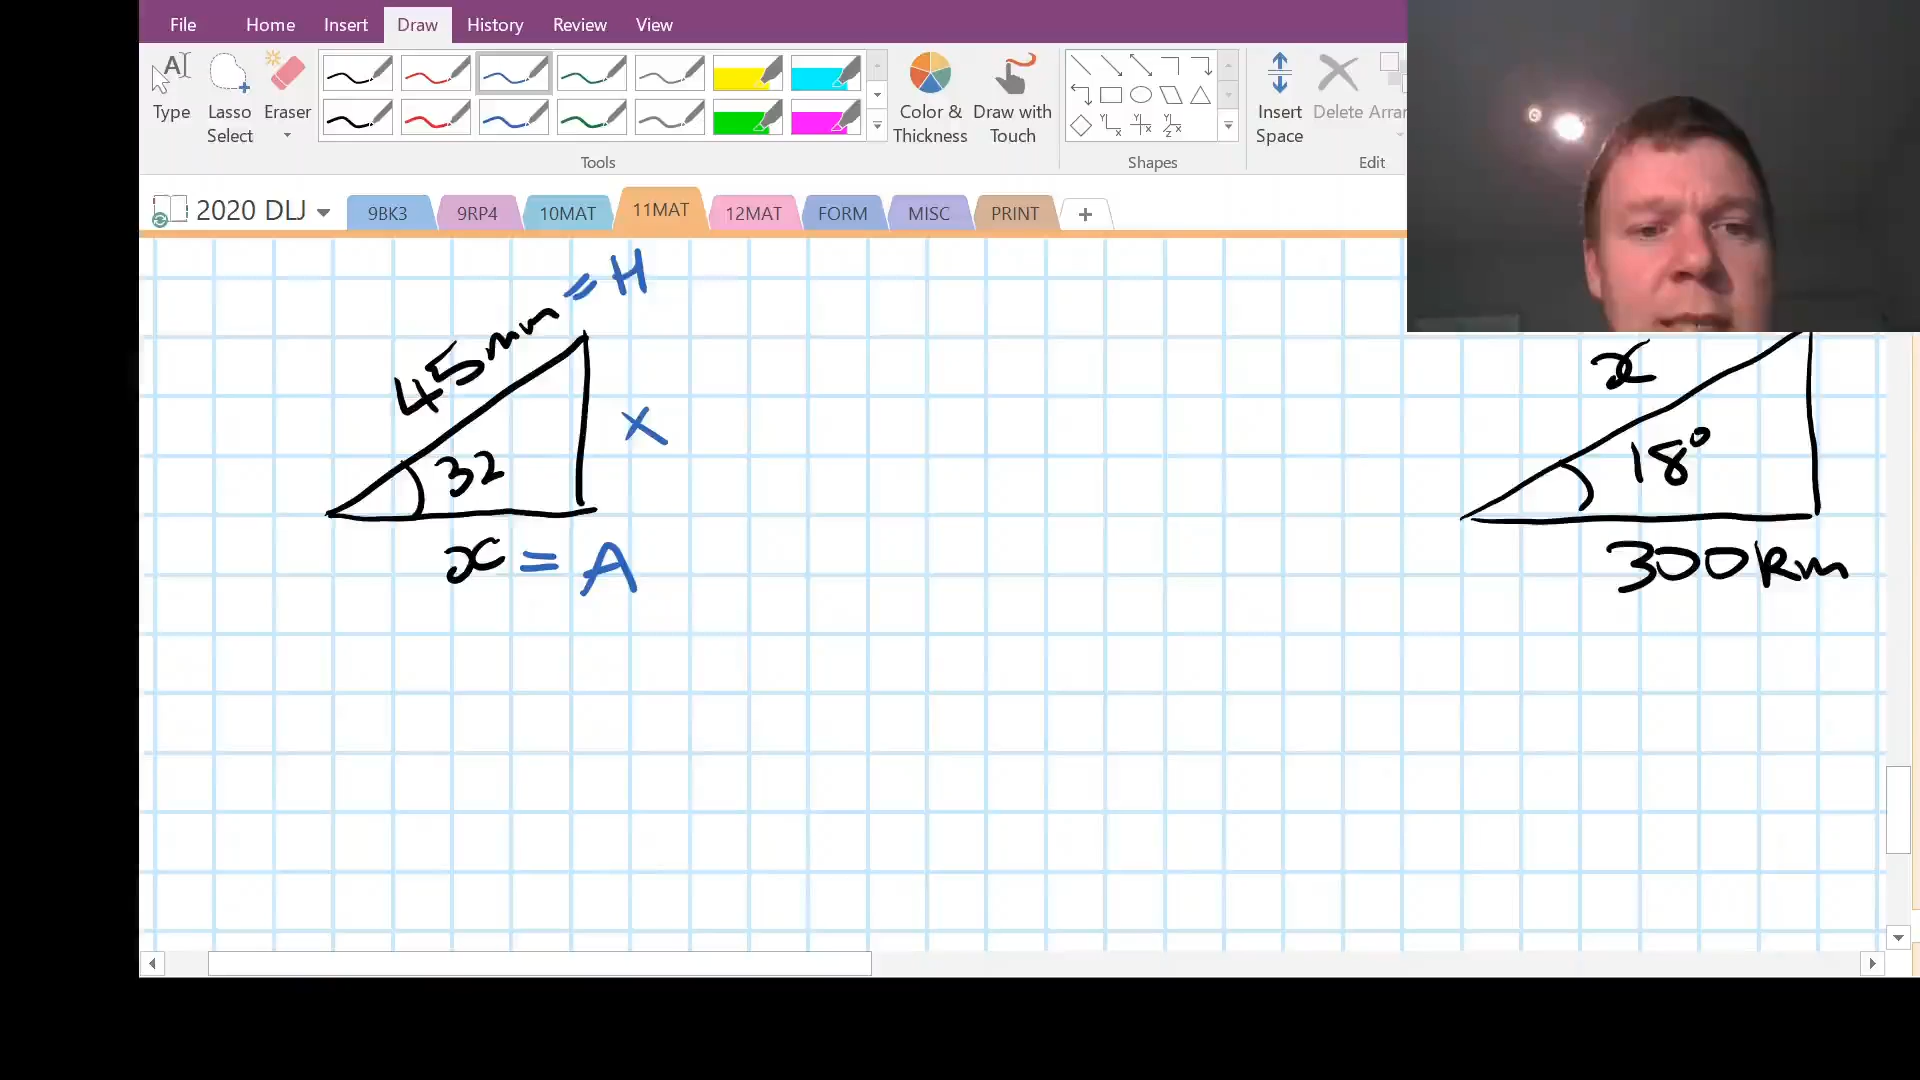 File Home Insert Draw History Review View
Type
Lasso Select
Eraser
Color & Thickness
Draw with Touch
Insert Space
Delete
Arran
Tools
Shapes
Edit
2020 DLJ 9BK3 9RP4 10MAT 11MAT 12MAT FORM MISC PRINT +
45mm = H
32
x
x = A
x
18°
300km